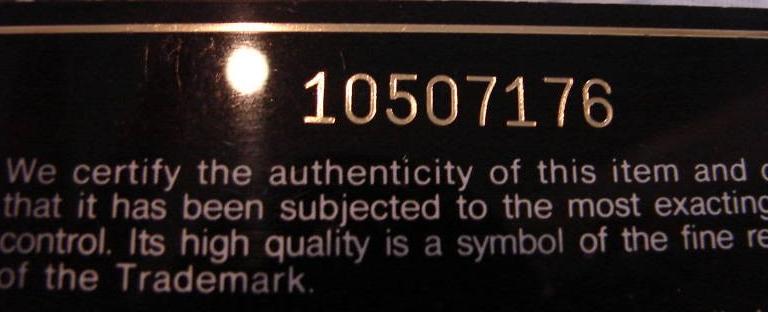 10507176
We certify the authenticity of this item and
that it has been subjected to the most exacting
control. Its high quality is a symbol of the fine
of the Trademark.